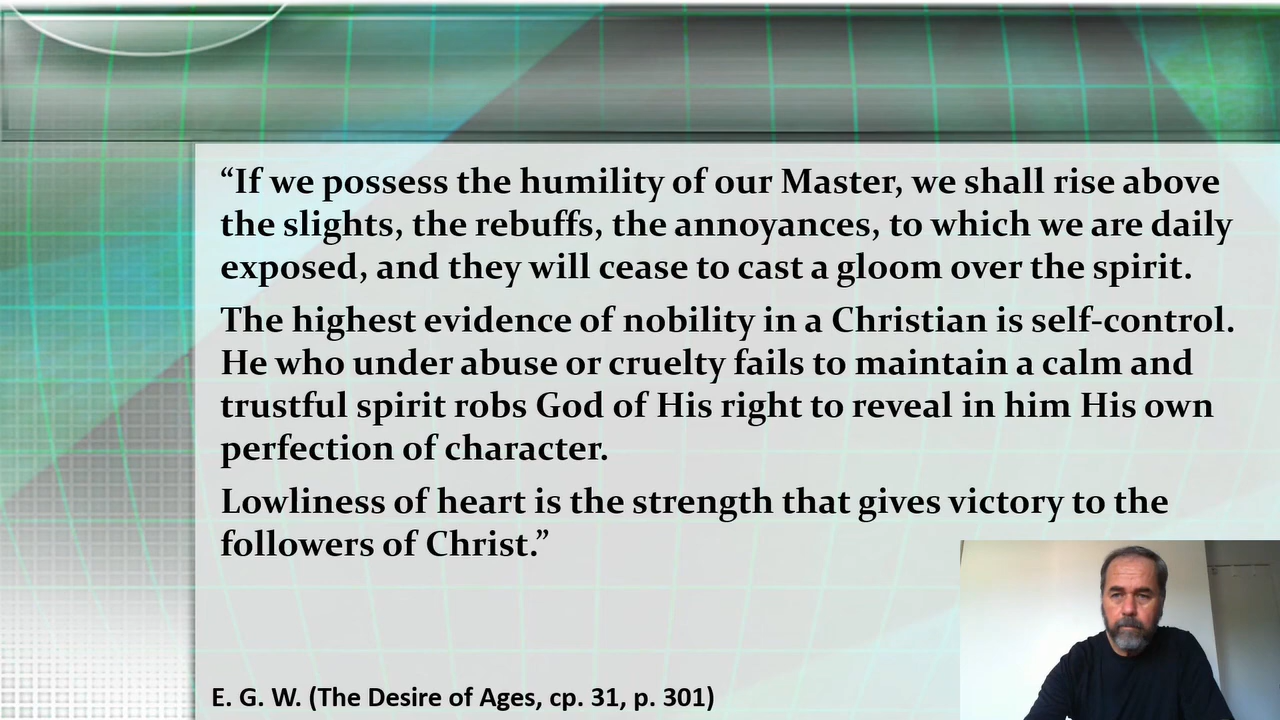 “If we possess the humility of our Master, we shall rise above
the slights, the rebuffs, the annoyances, to which we are daily
exposed, and they will cease to cast a gloom over the spirit.
The highest evidence of nobility in a Christian is self-control.
He who under abuse or cruelty fails to maintain a calm and
trustful spirit robs God of His right to reveal in him His own
perfection of character.
Lowliness of heart is the strength that gives victory to the
followers of Christ.”
E. G. W. (The Desire of Ages, cp. 31, p. 301)